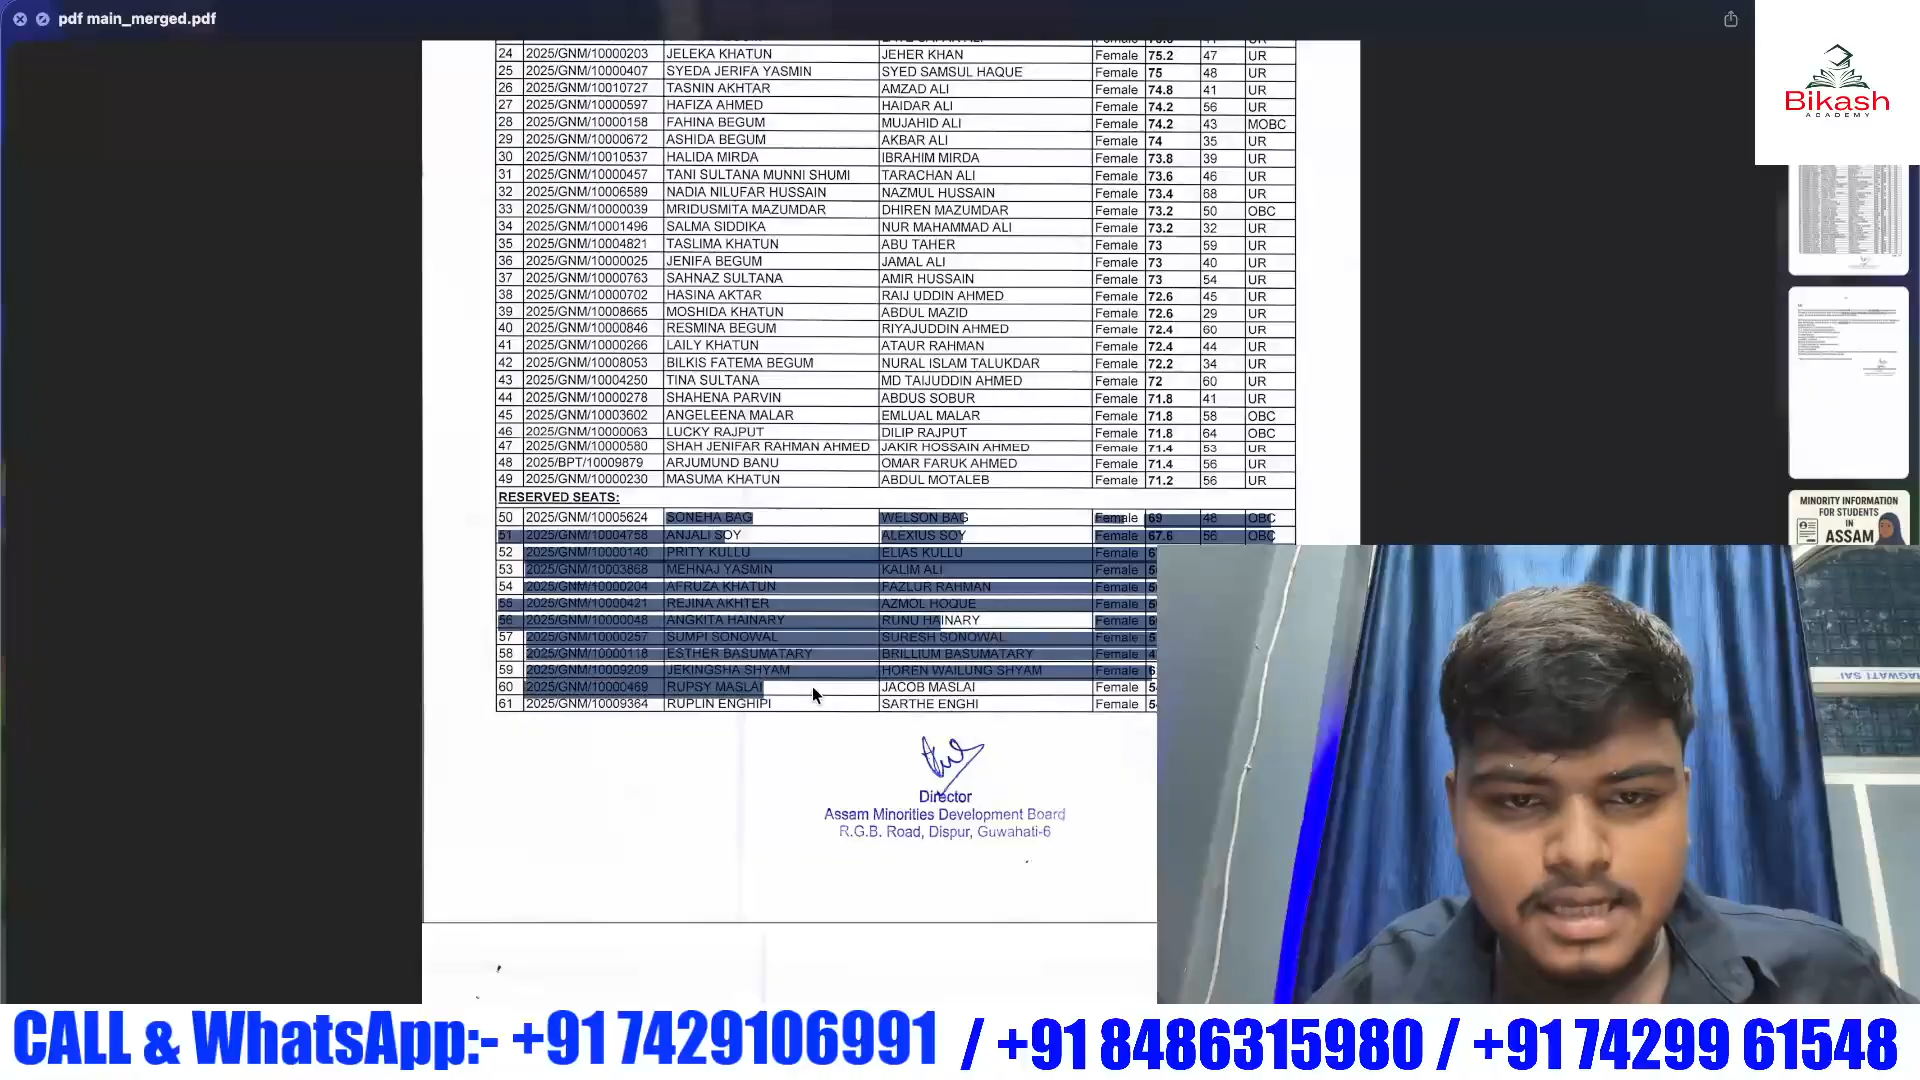 pdf main_merged.pdf
24 2025/GNM/10000203 JELEKA KHATUN JEHER KHAN Female 75.2 47 UR
25 2025/GNM/10000407 SYEDA JERIFA YASMIN SYED SAMSUL HAQUE Female 75 48 UR
26 2025/GNM/10010727 TASNIN AKHTAR AMZAD ALI Female 74.8 41 UR
27 2025/GNM/10000597 HAFIZA AHMED HAIDAR ALI Female 74.2 56 UR
28 2025/GNM/10000158 FAHINA BEGUM MUJAHID ALI Female 74.2 43 MOBC
29 2025/GNM/10000672 ASHIDA BEGUM AKBAR ALI Female 74 35 UR
30 2025/GNM/10010537 HALIDA MIRDA IBRAHIM MIRDA Female 73.8 39 UR
31 2025/GNM/10000457 TANI SULTANA MUNNI SHUMI TARACHAN ALI Female 73.6 46 UR
32 2025/GNM/10006589 NADIA NILUFAR HUSSAIN NAZMUL HUSSAIN Female 73.4 68 UR
33 2025/GNM/10000039 MRIDUSMITA MAZUMDAR DHIREN MAZUMDAR Female 73.2 50 OBC
34 2025/GNM/10001496 SALMA SIDDIKA NUR MAHAMMAD ALI Female 73.2 32 UR
35 2025/GNM/10004821 TASLIMA KHATUN ABU TAHER Female 73 59 UR
36 2025/GNM/10000025 JENIFA BEGUM JAMAL ALI Female 73 40 UR
37 2025/GNM/10000763 SAHNAZ SULTANA AMIR HUSSAIN Female 73 54 UR
38 2025/GNM/10000702 HASINA AKTAR RAIJ UDDIN AHMED Female 72.6 45 UR
39 2025/GNM/10008665 MOSHIDA KHATUN ABDUL MAZID Female 72.6 29 UR
40 2025/GNM/10000846 RESMINA BEGUM RIYAJUDDIN AHMED Female 72.4 60 UR
41 2025/GNM/10000266 LAILY KHATUN ATAUR RAHMAN Female 72.4 44 UR
42 2025/GNM/10008053 BILKIS FATEMA BEGUM NURAL ISLAM TALUKDAR Female 72.2 34 UR
43 2025/GNM/10004250 TINA SULTANA MD TAIJUDDIN AHMED Female 72 60 UR
44 2025/GNM/10000278 SHAHENA PARVIN ABDUS SOBUR Female 71.8 41 UR
45 2025/GNM/10003602 ANGELEENA MALAR EMLUAL MALAR Female 71.8 58 OBC
46 2025/GNM/10000063 LUCKY RAJPUT DILIP RAJPUT Female 71.8 64 OBC
47 2025/GNM/10000580 SHAH JENIFAR RAHMAN AHMED JAKIR HOSSAIN AHMED Female 71.4 53 UR
48 2025/BPT/10009879 ARJUMUND BANU OMAR FARUK AHMED Female 71.4 56 UR
49 2025/GNM/10000230 MASUMA KHATUN ABDUL MOTALEB Female 71.2 56 UR
RESERVED SEATS:
50 2025/GNM/10005624 SONEHA BAG WELSON BAG Female 69 48 OBC
51 2025/GNM/10004758 ANJALI SOY ALEXIUS SOY Female 67.6 56 OBC
52 2025/GNM/10000140 PRITY KULLU ELIAS KULLU Female
53 2025/GNM/10003868 MEHNAJ YASMIN KALIM ALI Female
54 2025/GNM/10000204 AFRUZA KHATUN FAZLUR RAHMAN Female
55 2025/GNM/10000421 REJINA AKHTER AZMOL HOQUE Female
56 2025/GNM/10000048 ANGKITA HAINARY RUNU HAINARY Female
57 2025/GNM/10000257 SUMPI SONOWAL SURESH SONOWAL Female
58 2025/GNM/10000118 ESTHER BASUMATARY BRILLIUM BASUMATARY Female
59 2025/GNM/10009209 JEKINGSHA SHYAM HOREN WAILUNG SHYAM Female
60 2025/GNM/10000469 RUPSY MASLAI JACOB MASLAI Female
61 2025/GNM/10009364 RUPLIN ENGHIPI SARTHE ENGHI Female
Director
Assam Minorities Development Board
R.G.B. Road, Dispur, Guwahati-6
Bikash
ACADEMY
MINORITY INFORMATION
FOR STUDENTS
IN
ASSAM
CALL & WhatsApp:- +91 7429106991 / +91 8486315980 / +91 74299 61548